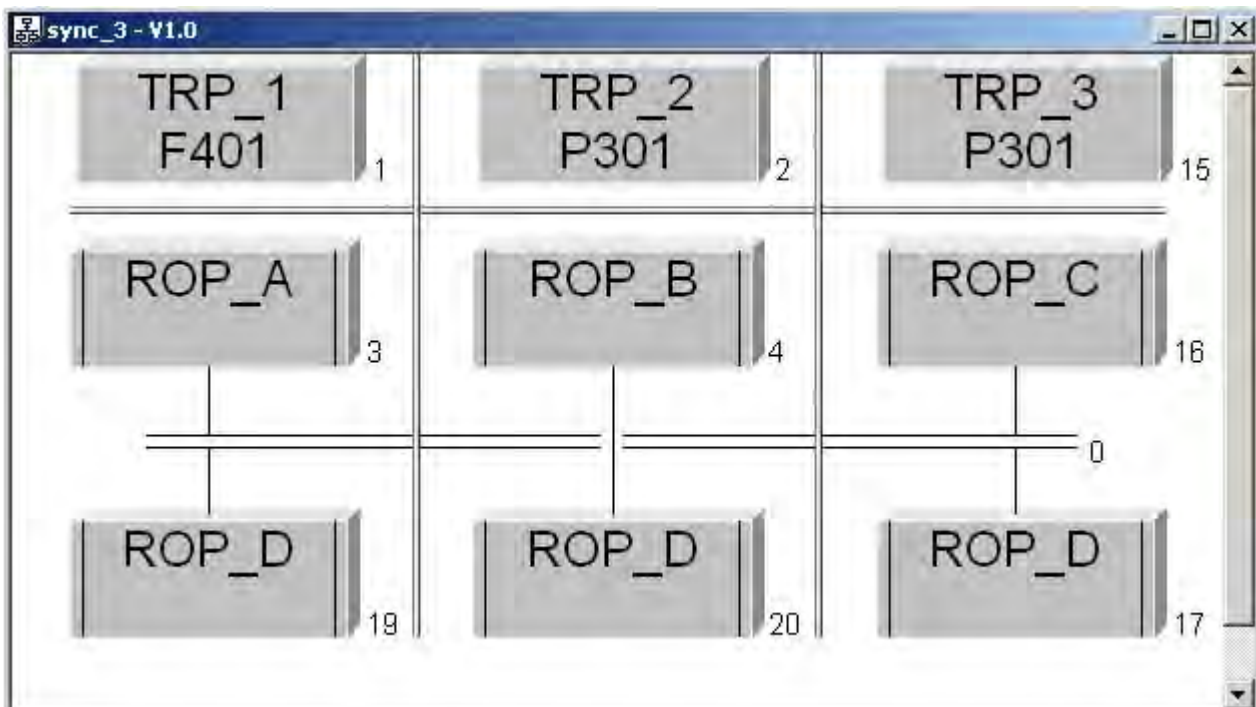 sync_3 - V1.0
TRP_1
F401
1
TRP_2
P301
2
TRP_3
P301
15
ROP_A
3
ROP_B
4
ROP_C
16
0
ROP_D
19
ROP_D
20
ROP_D
17